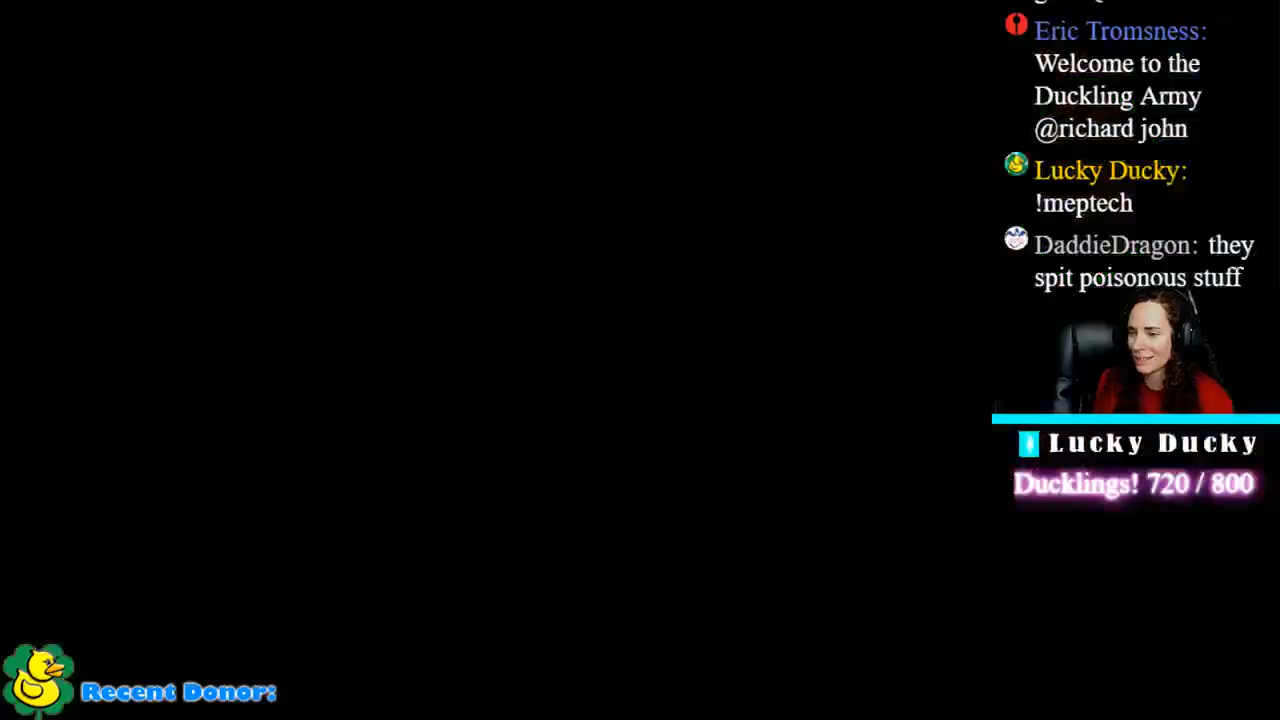 Eric Tromsness:
Welcome to the
Duckling Army
@richard john
Lucky Ducky:
!meptech
DaddieDragon: they
spit poisonous stuff
Lucky Ducky
Ducklings! 720 / 800
Recent Donor: